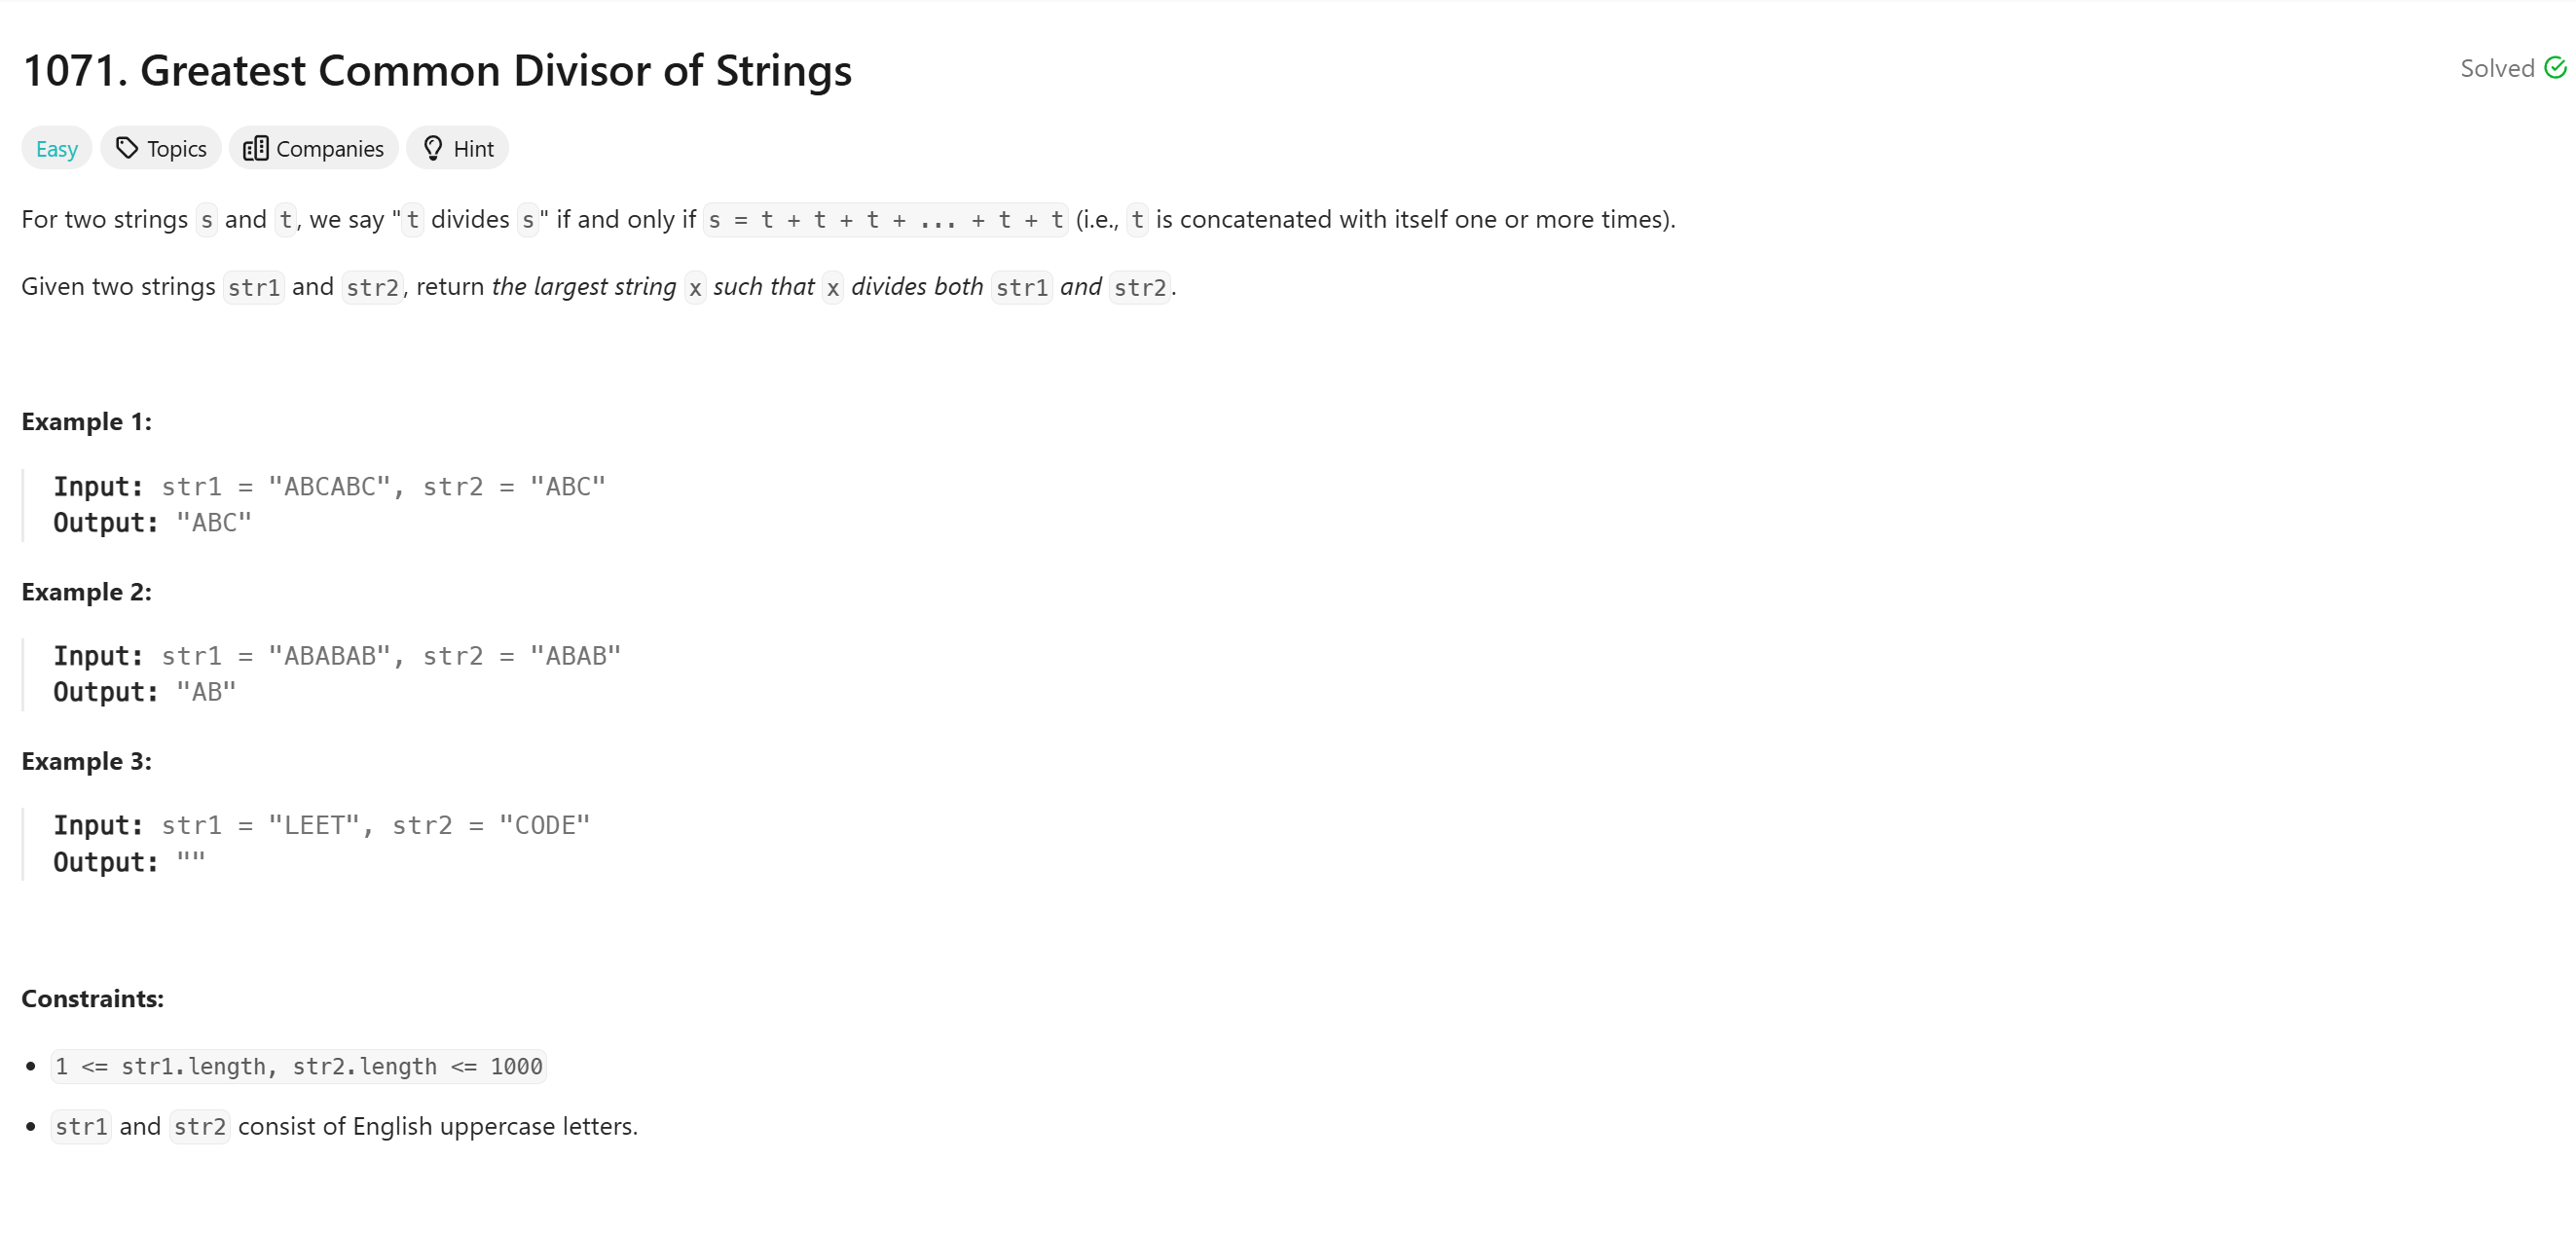 1071. Greatest Common Divisor of Strings
Solved
Easy Topics Companies Hint
For two strings s and t, we say "t divides s" if and only if s = t + t + t + ... + t + t (i.e., t is concatenated with itself one or more times).
Given two strings str1 and str2, return the largest string x such that x divides both str1 and str2.
Example 1:
Input: str1 = "ABCABC", str2 = "ABC"
Output: "ABC"
Example 2:
Input: str1 = "ABABAB", str2 = "ABAB"
Output: "AB"
Example 3:
Input: str1 = "LEET", str2 = "CODE"
Output: ""
Constraints:
• 1 <= str1.length, str2.length <= 1000
• str1 and str2 consist of English uppercase letters.